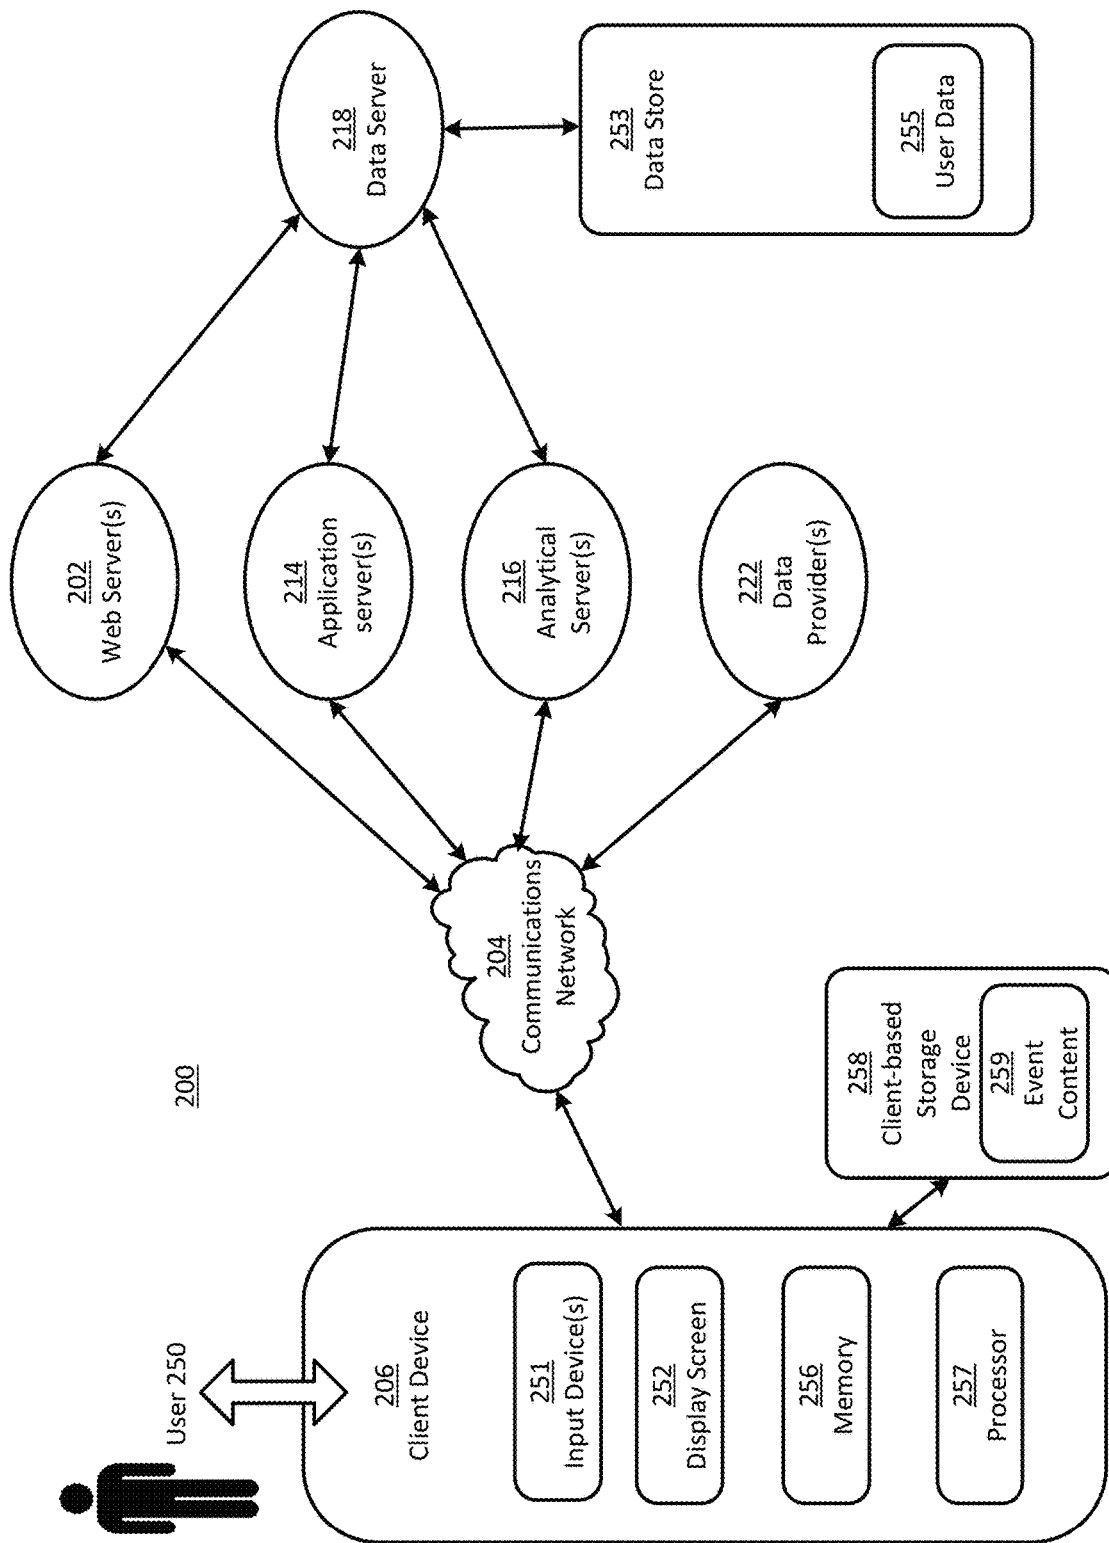 200
User 250
206
Client Device
251
Input Device(s)
252
Display Screen
256
Memory
257
Processor
258
Client-based
Storage
Device
259
Event
Content
204
Communications
Network
202
Web Server(s)
214
Application
server(s)
216
Analytical
Server(s)
222
Data
Provider(s)
218
Data Server
253
Data Store
255
User Data